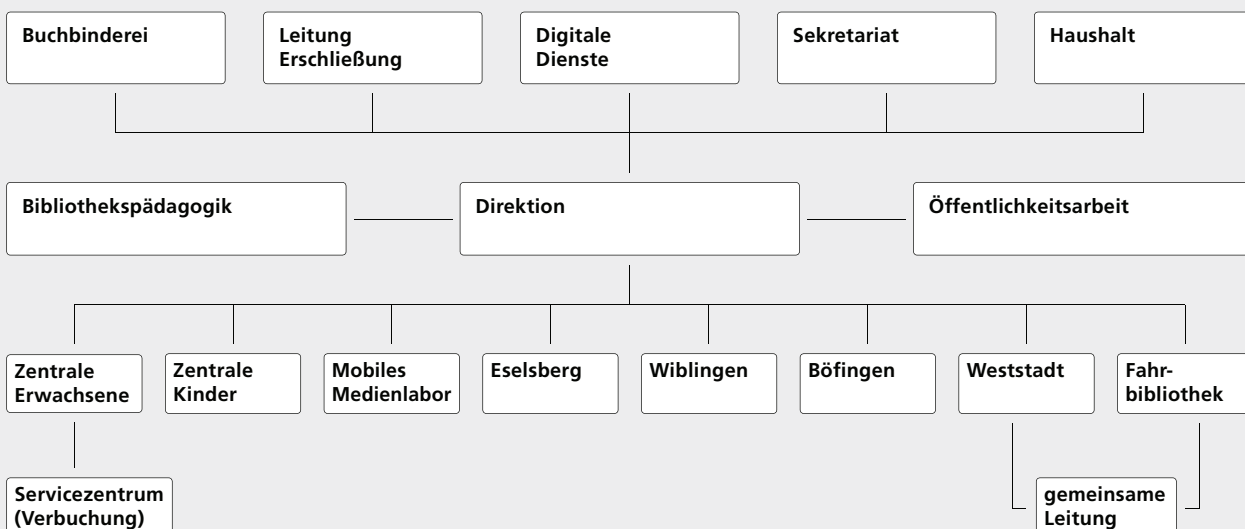 Buchbinderei
Leitung
Erschließung
Digitale
Dienste
Sekretariat
Haushalt
Bibliothekspädagogik
Direktion
Öffentlichkeitsarbeit
Zentrale
Erwachsene
Zentrale
Kinder
Mobiles
Medienlabor
Eselsberg
Wiblingen
Böfingen
Weststadt
Fahr-
bibliothek
Servicezentrum
(Verbuchung)
gemeinsame
Leitung